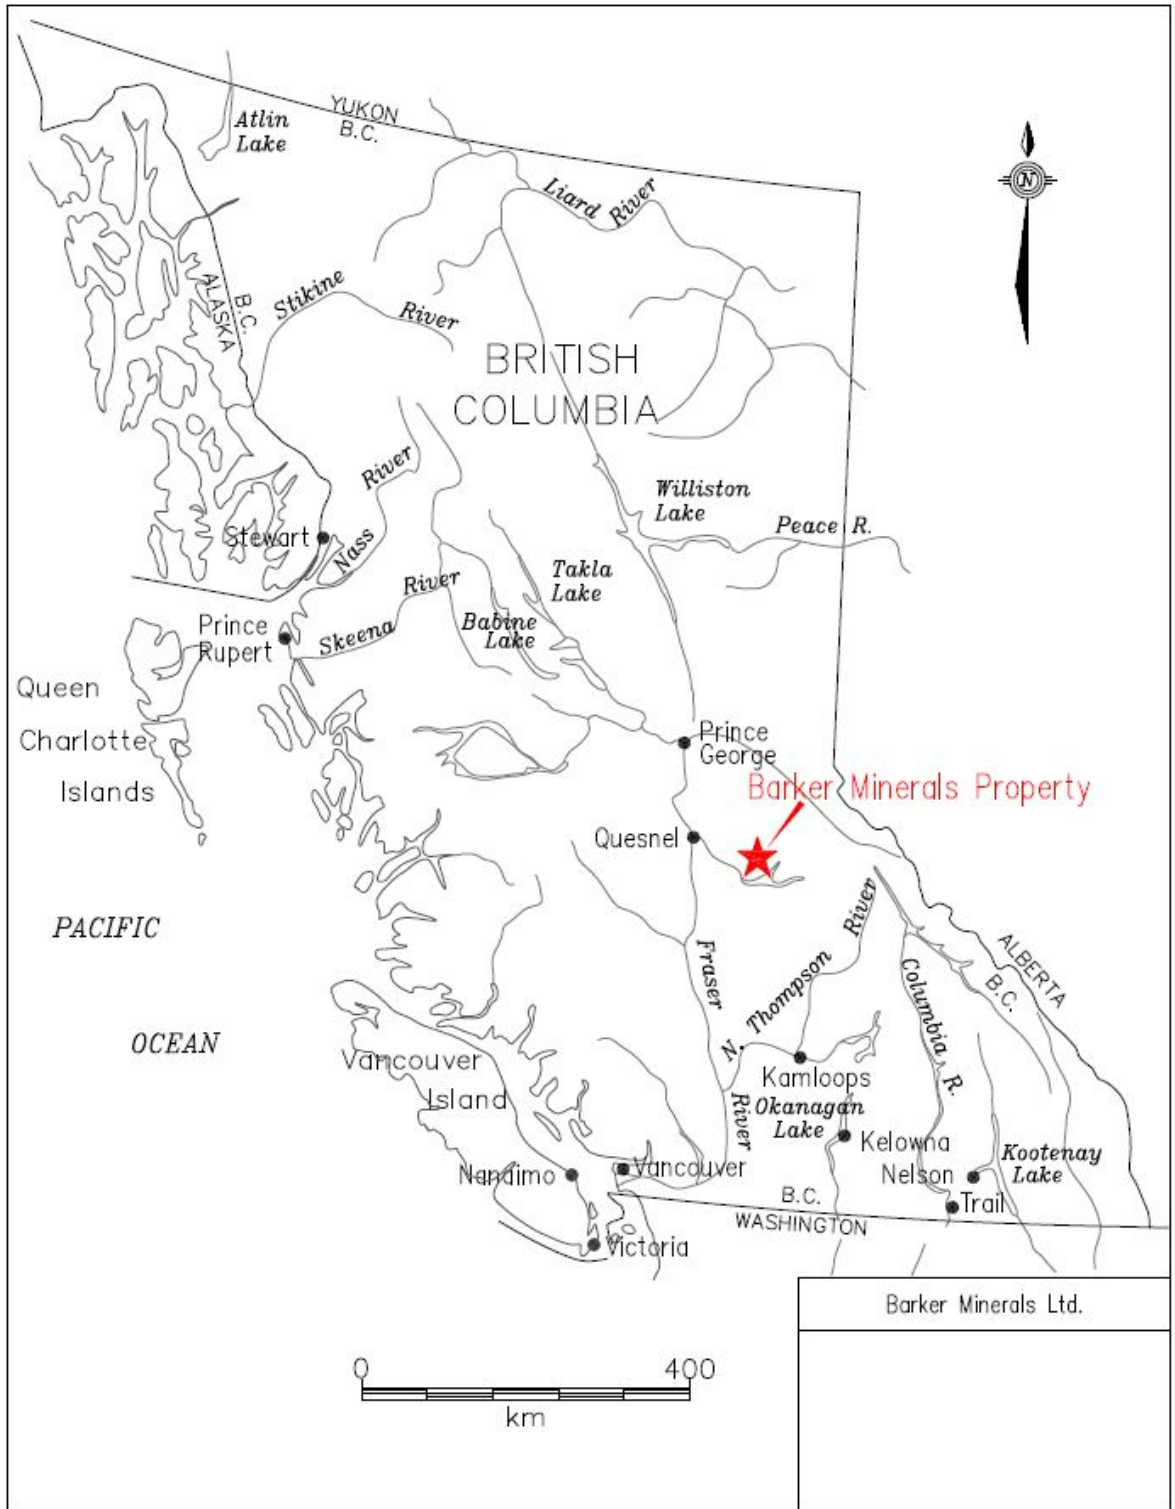 YUKON
B.C.
Atlin
Lake
Liard River
N
ALASKA
B.C.
Stikine
River
BRITISH
COLUMBIA
River
Nass
Williston
Lake
Peace R.
Stewart
Takla
Lake
River
Skeena
Babine
Lake
Prince
Rupert
Queen
Charlotte
Islands
Prince
George
Barker Minerals Property
Quesnel
PACIFIC
OCEAN
Fraser
River
N. Thompson River
Columbia R.
ALBERTA
B.C.
Vancouver
Island
Kamloops
Okanagan
Lake
Kelowna
Nelson
Kootenay
Lake
Trail
Nanaimo
Vancouver
Victoria
B.C.
WASHINGTON
Barker Minerals Ltd.
0 400
km